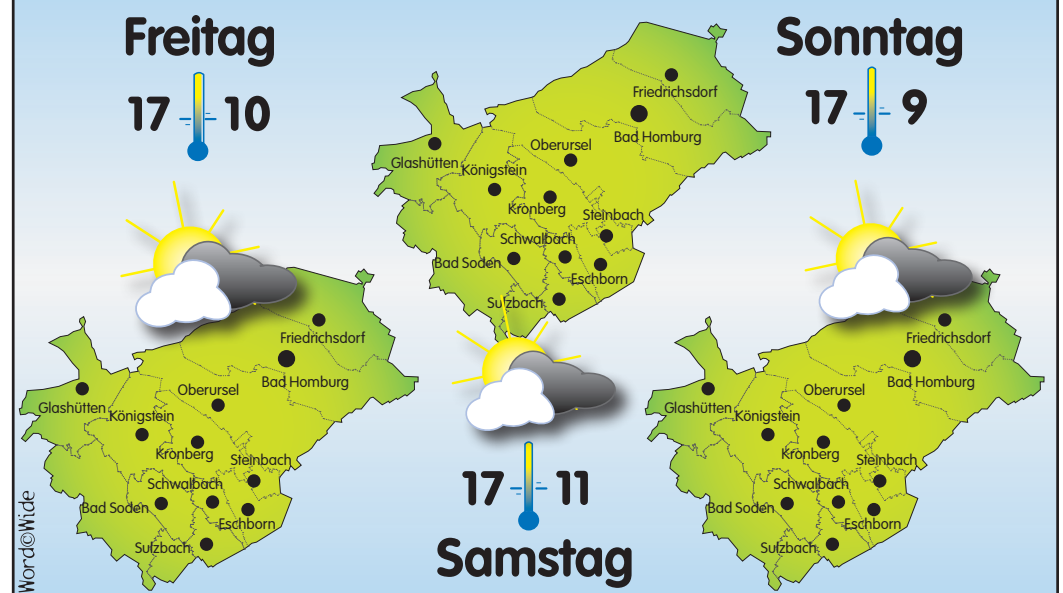 Freitag
17 10
Friedrichsdorf
Bad Homburg
Oberursel
Glashütten
Königstein
Kronberg
Steinbach
Schwalbach
Bad Soden
Eschborn
Sulzbach
Samstag
17 11
Friedrichsdorf
Bad Homburg
Oberursel
Glashütten
Königstein
Kronberg
Steinbach
Schwalbach
Bad Soden
Eschborn
Sulzbach
Sonntag
17 9
Friedrichsdorf
Bad Homburg
Oberursel
Glashütten
Königstein
Kronberg
Steinbach
Schwalbach
Bad Soden
Eschborn
Sulzbach
Word©Wide